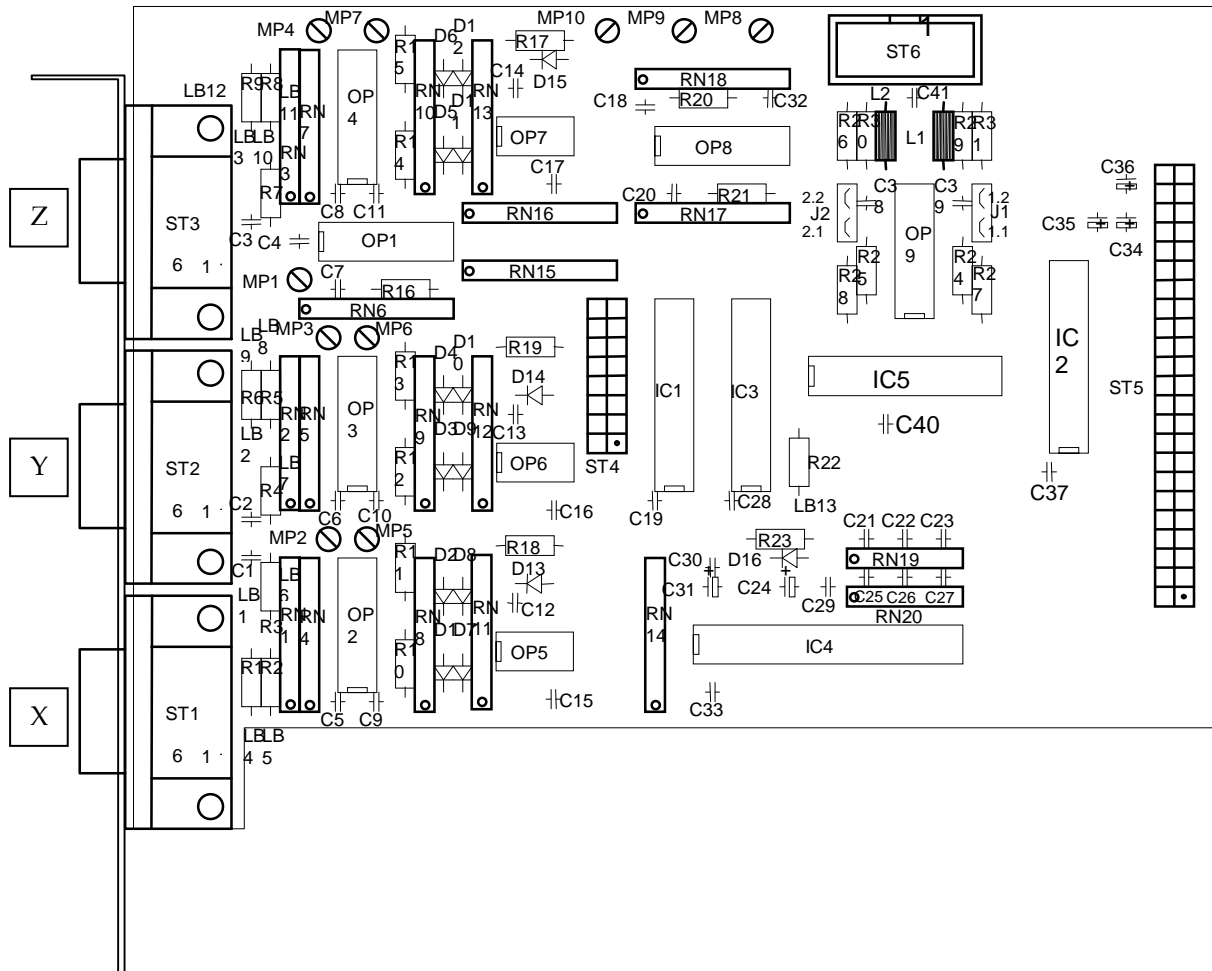 MP4 MP7 D1 MP10 MP9 MP8
R1 D6 2 R17 ST6
5 C14 D15 RN18
R9 R8 LB OP RN D1 RN C18 R20 C32 L2 C41
LB12 11 RN 4 10 D5 13 OP7 R2 R3 L1 R2 R3
LB LB 7 R1 1 OP8 6 0 9 1
3 10 RN 4
R7 3 C17 C36
C8 C11 C20 R21 C3 C3
Z ST3 RN16 RN17 2.2 8 OP 9 1.2
C3 C4 OP1 J2 9 J1 C35 C34
6 1 2.1 1.1
MP1 C7 R16 RN15 R2 R2 R2 R2
RN6 8 5 4 7
LB LB MP3 MP6 D1
9 8 R1 D4 0 R19 IC
R6 R5 RN RN OP 3 D14 IC1 IC3 IC5 2 ST5
LB 2 5 3 D3 D9 RN RN C13 C40
2 LB R1 9 12 R22
Y ST2 R4 7 2 OP6 ST4
6 1 C2 C6 C10 C16 C19 C28 LB13 C37
MP2 MP5 R18 R23 C21 C22 C23
C1 R1 D2 D8 D13 C30 D16 RN19
LB LB 1 C12 C31 C24 C29 C25 C26 C27
1 6 OP RN RN RN RN20
R3 RN RN 2 8 D1 D7 11 14
1 4 R1 OP5 IC4
R1 R2 0
X ST1 C5 C9 C15 C33
6 1 LB LB
4 5